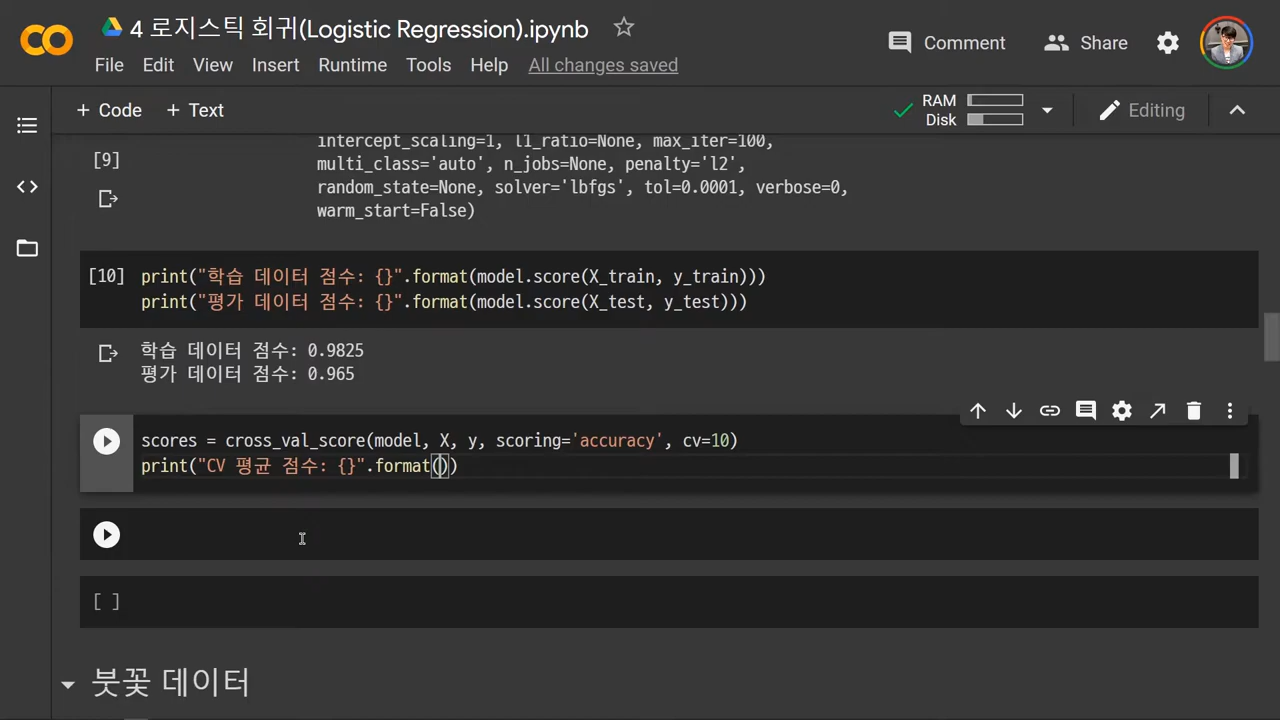 4 로지스틱 회귀(Logistic Regression).ipynb
Comment
Share
File Edit View Insert Runtime Tools Help All changes saved
+ Code + Text
RAM
Disk
Editing
intercept_scaling=1, l1_ratio=None, max_iter=100,
[9] multi_class='auto', n_jobs=None, penalty='l2',
random_state=None, solver='lbfgs', tol=0.0001, verbose=0,
warm_start=False)
[10] print("학습 데이터 점수: {}".format(model.score(X_train, y_train)))
print("평가 데이터 점수: {}".format(model.score(X_test, y_test)))
학습 데이터 점수: 0.9825
평가 데이터 점수: 0.965
scores = cross_val_score(model, X, y, scoring='accuracy', cv=10)
print("CV 평균 점수: {}".format())
[ ]
붓꽃 데이터